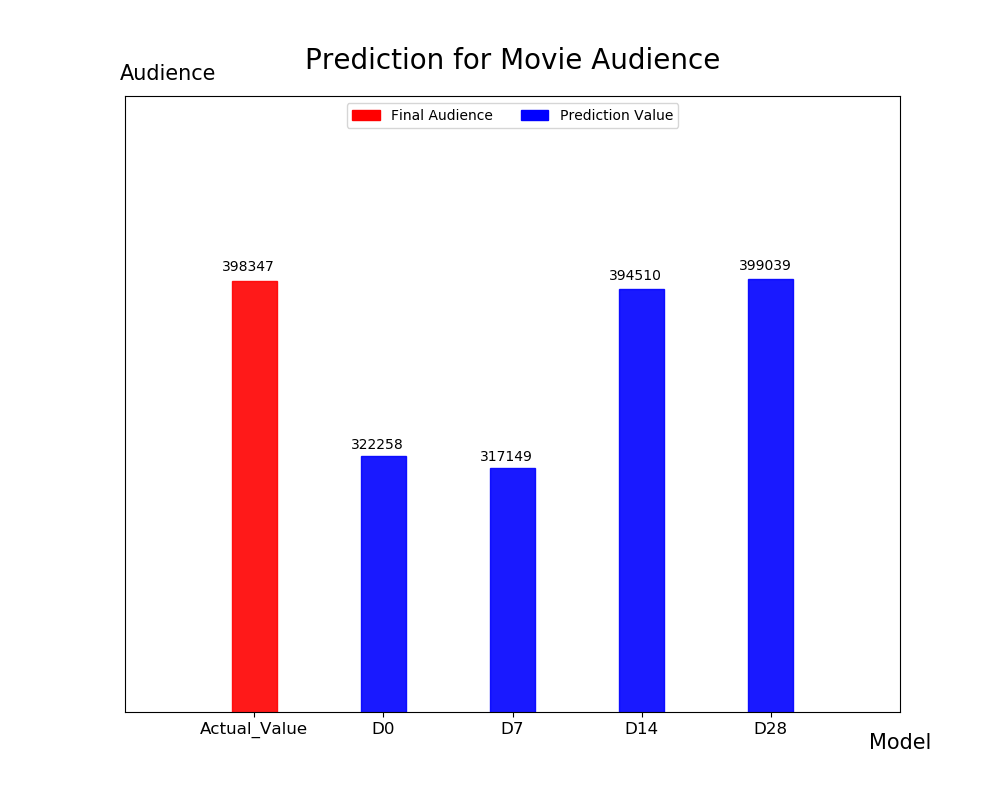 Prediction for Movie Audience
Audience
Final Audience Prediction Value
398347
322258
317149
394510
399039
Actual_Value D0 D7 D14 D28
Model